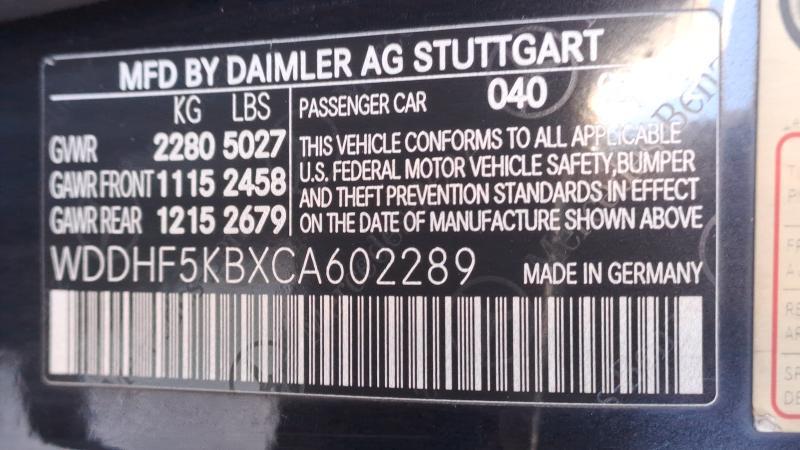 MFD BY DAIMLER AG STUTTGART
KG LBS
PASSENGER CAR 040
GVWR 2280 5027
GAWR FRONT 1115 2458
GAWR REAR 1215 2679
THIS VEHICLE CONFORMS TO ALL APPLICABLE
U.S. FEDERAL MOTOR VEHICLE SAFETY,BUMPER
AND THEFT PREVENTION STANDARDS IN EFFECT
ON THE DATE OF MANUFACTURE SHOWN ABOVE
WDDHF5KBXCA602289
MADE IN GERMANY